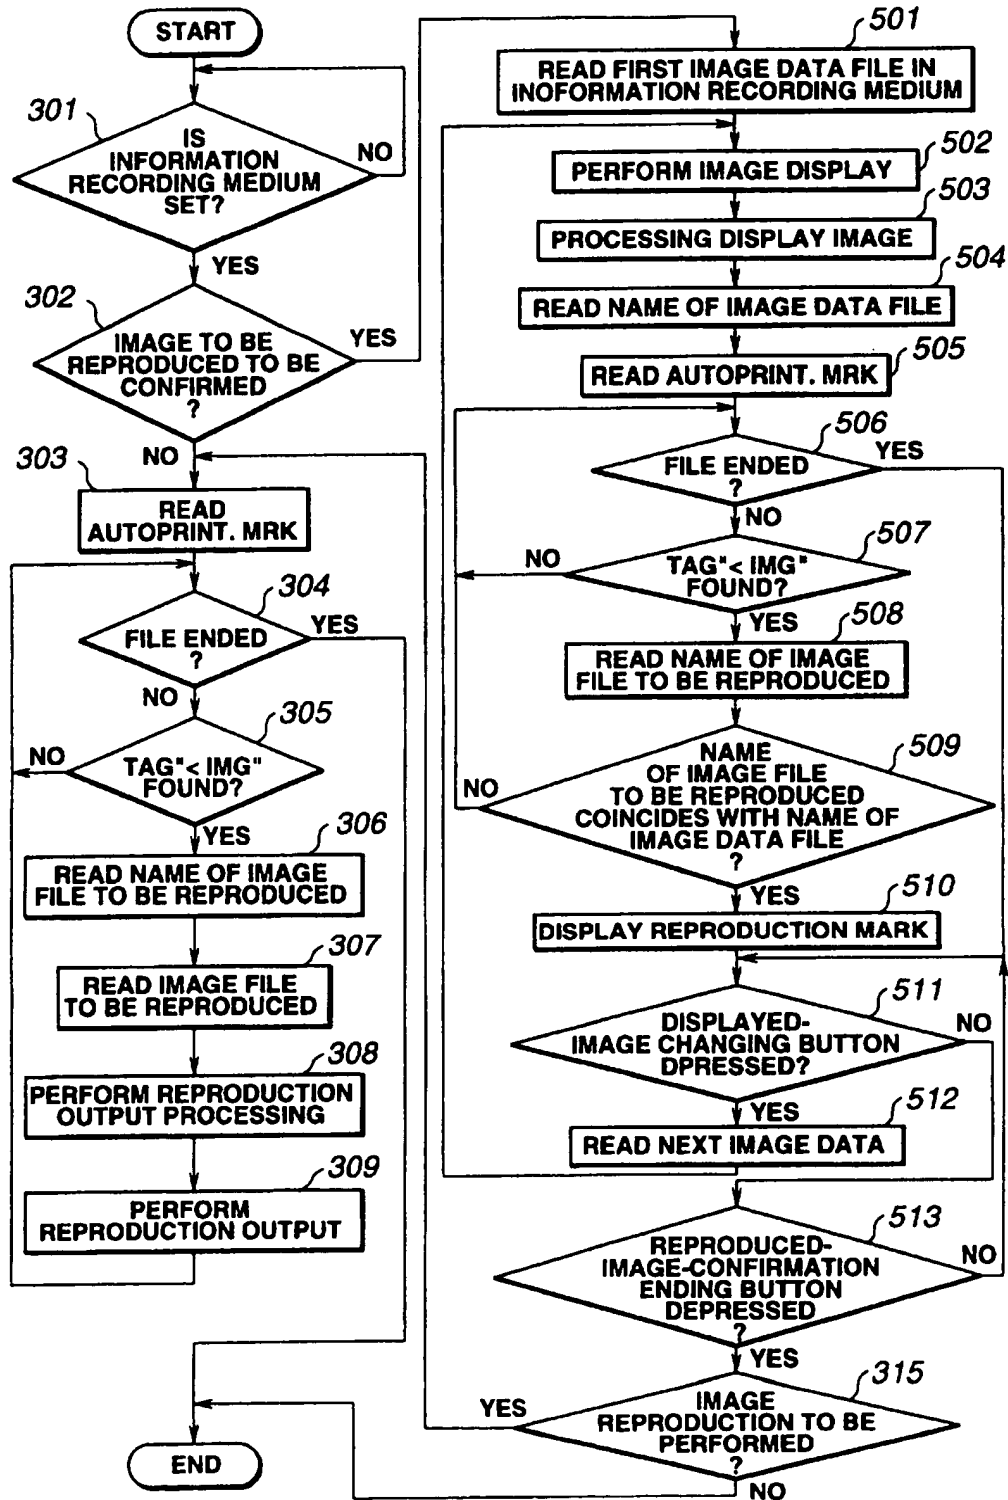 START
301
IS
INFORMATION
RECORDING MEDIUM
SET?
NO
YES
302
IMAGE TO BE
REPRODUCED TO BE
CONFIRMED
?
YES
NO
303
READ
AUTOPRINT. MRK
304
FILE ENDED
?
YES
NO
305
TAG"< IMG"
FOUND?
NO
YES
306
READ NAME OF IMAGE
FILE TO BE REPRODUCED
307
READ IMAGE FILE
TO BE REPRODUCED
308
PERFORM REPRODUCTION
OUTPUT PROCESSING
309
PERFORM
REPRODUCTION OUTPUT
END
501
READ FIRST IMAGE DATA FILE IN
INOFORMATION RECORDING MEDIUM
502
PERFORM IMAGE DISPLAY
503
PROCESSING DISPLAY IMAGE
504
READ NAME OF IMAGE DATA FILE
505
READ AUTOPRINT. MRK
506
FILE ENDED
?
YES
NO
507
TAG"< IMG"
FOUND?
NO
YES
508
READ NAME OF IMAGE
FILE TO BE REPRODUCED
509
NAME
OF IMAGE FILE
TO BE REPRODUCED
COINCIDES WITH NAME OF
IMAGE DATA FILE
?
NO
YES
510
DISPLAY REPRODUCTION MARK
511
DISPLAYED-
IMAGE CHANGING BUTTON
DPRESSED?
NO
YES
512
READ NEXT IMAGE DATA
513
REPRODUCED-
IMAGE-CONFIRMATION
ENDING BUTTON
DEPRESSED
?
NO
YES
315
IMAGE
REPRODUCTION TO BE
PERFORMED
?
YES
NO